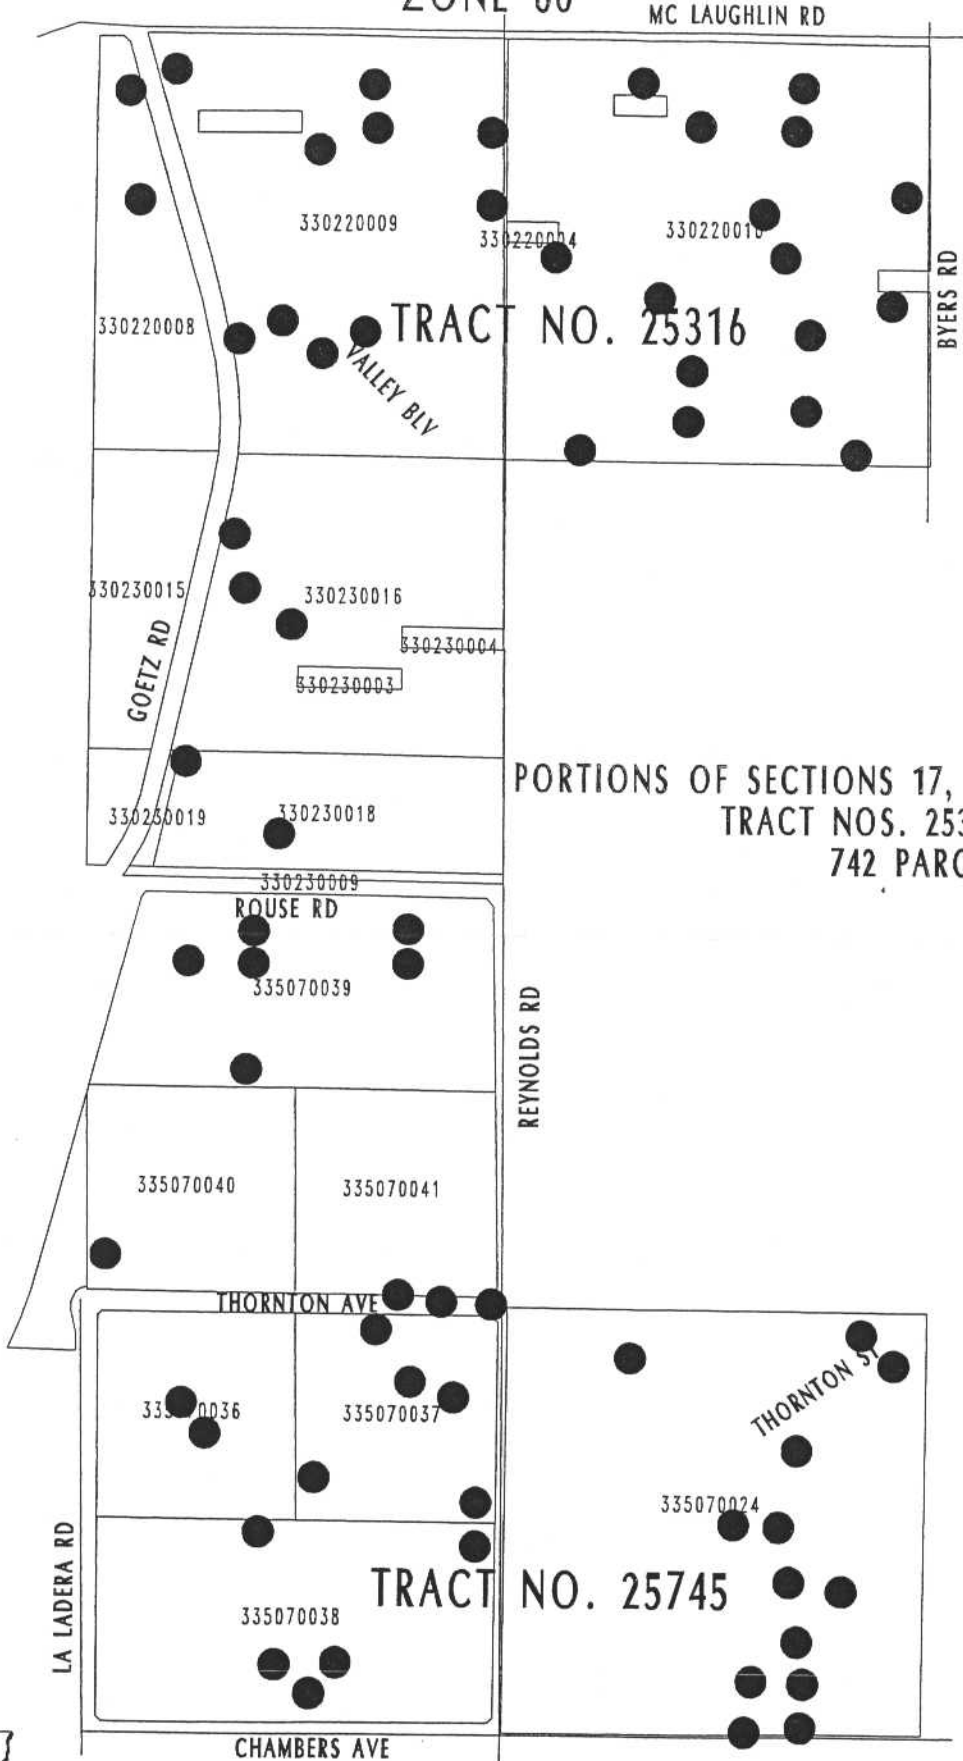 MC LAUGHLIN RD
330220009
330220004
BYERS RD
330220008
TRACT NO. 25316
VALLEY BLV
330230015
330230016
330230004
GOETZ RD
330230003
PORTIONS OF SECTIONS 17,
TRACT NOS.
742
330230019
330230018
330230009
ROUSE RD
335070039
REYNOLDS RD
335070040
335070041
THORNTON AVE
THORNTON ST
335070037
335070024
LA LADERA RD
TRACT NO. 25745
335070038
CHAMBERS AVE